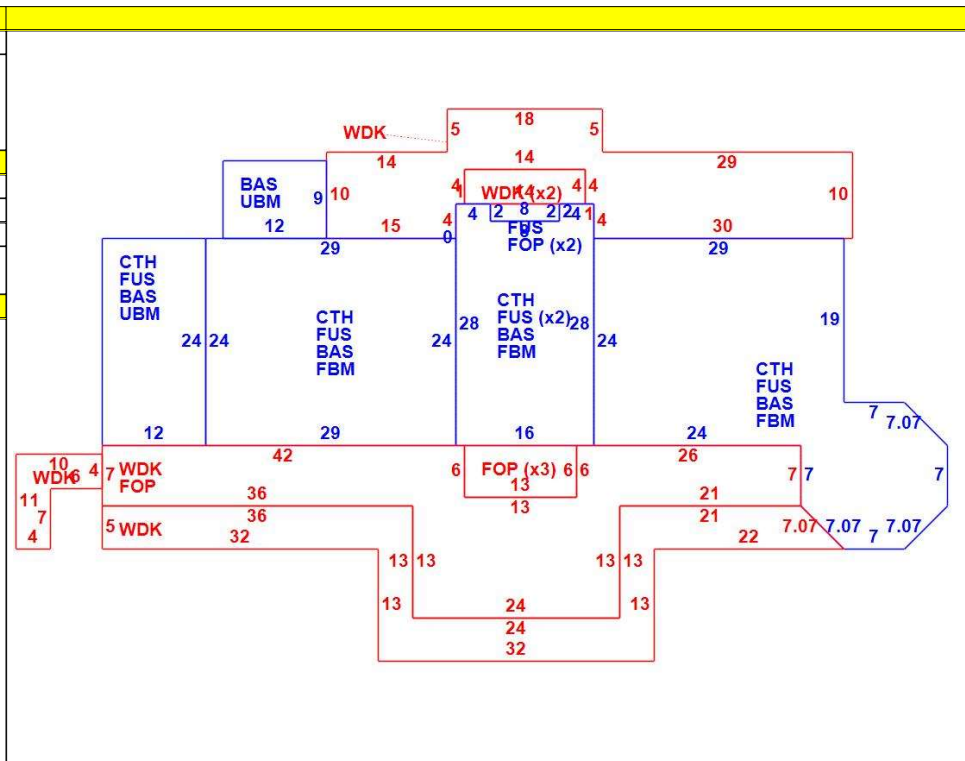 18
WDK 5 5
14 14 29
BAS
UBM
9 10 4 1 WDK (x2) 4 4 10
12 15 4 4 2 8 2 2 4 1 4
0 FUS
FOP (x2)
29 29
CTH
FUS
BAS
UBM
CTH
FUS
BAS
FBM
CTH
FUS (x2)
BAS
FBM
CTH
FUS
BAS
FBM
24 24 24 28 28 24 19
7 7.07
12 29 16 24
42 26
10 4 7 WDK
FOP
WDK 6
6 FOP (x3) 6 6 7 7 7
13
13
11 36 21
7 36 21
5 WDK 7.07 7.07 7.07
4 32 22 7
13 13 13 13
13 13
24
24
32